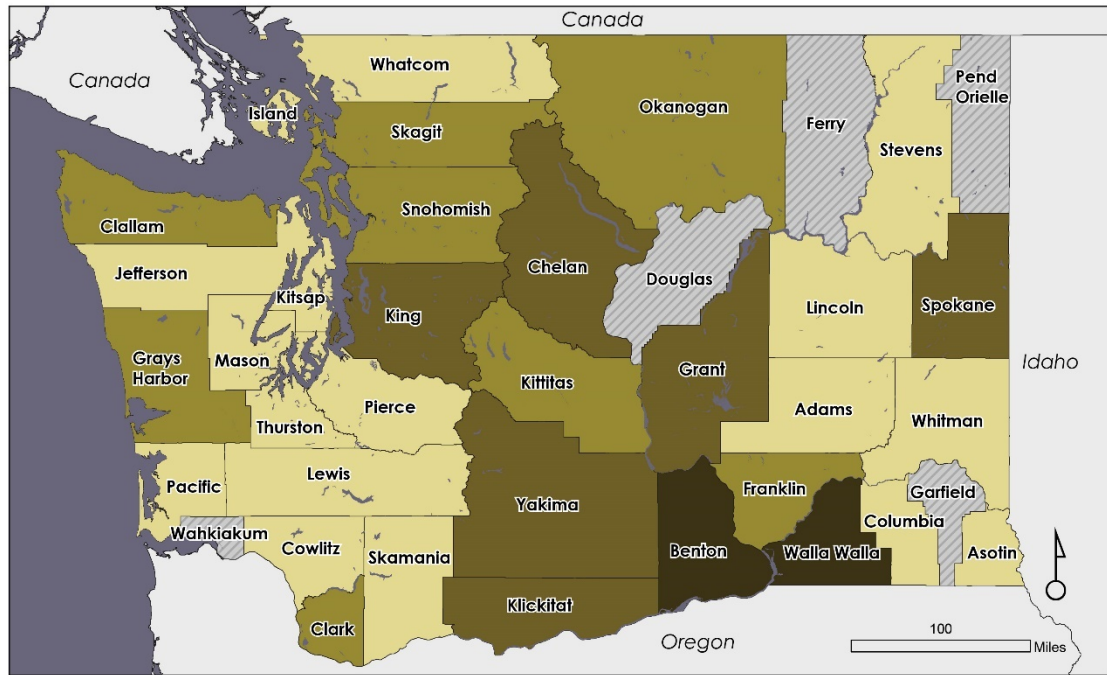 Canada
Canada
Whatcom
Island
Skagit
Okanogan
Ferry
Pend
Orielle
Stevens
Snohomish
Clallam
Chelan
Jefferson
Douglas
Kitsap
King
Lincoln
Spokane
Grays
Harbor
Mason
Kittitas
Grant
Idaho
Pierce
Adams
Whitman
Thurston
Lewis
Pacific
Yakima
Franklin
Garfield
Columbia
Wahkiakum
Cowlitz
Skamania
Benton
Walla Walla
Asotin
Klickitat
Clark
Oregon
100
Miles